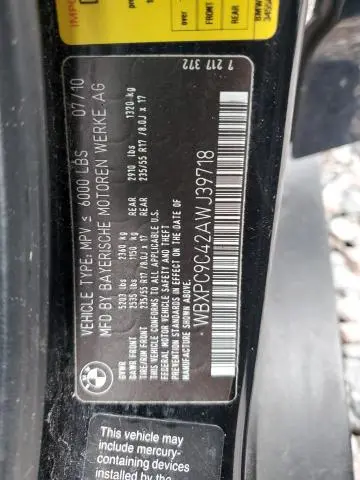 MFD BY BAYERISCHE MOTOREN WERKE AG 07/10
VEHICLE TYPE: MPV ≤ 6000 LBS
GVWR 5203 lbs 2360 kg
GAWR FRONT 2535 lbs 1150 kg REAR 2910 lbs 1320 kg
TIRE/RIM FRONT 235/55 R17 /8.0J x 17 REAR 235/55 R17 /8.0J x 17
THIS VEHICLE CONFORMS TO ALL APPLICABLE
FEDERAL MOTOR VEHICLE SAFETY AND THEFT PREVENTION STANDARDS
IN EFFECT ON THE DATE OF MANUFACTURE SHOWN ABOVE.
WBXPC9C42AWJ39718
7 217 372
BMW
FRONT
REAR
This vehicle may
include mercury-
containing devices
installed by